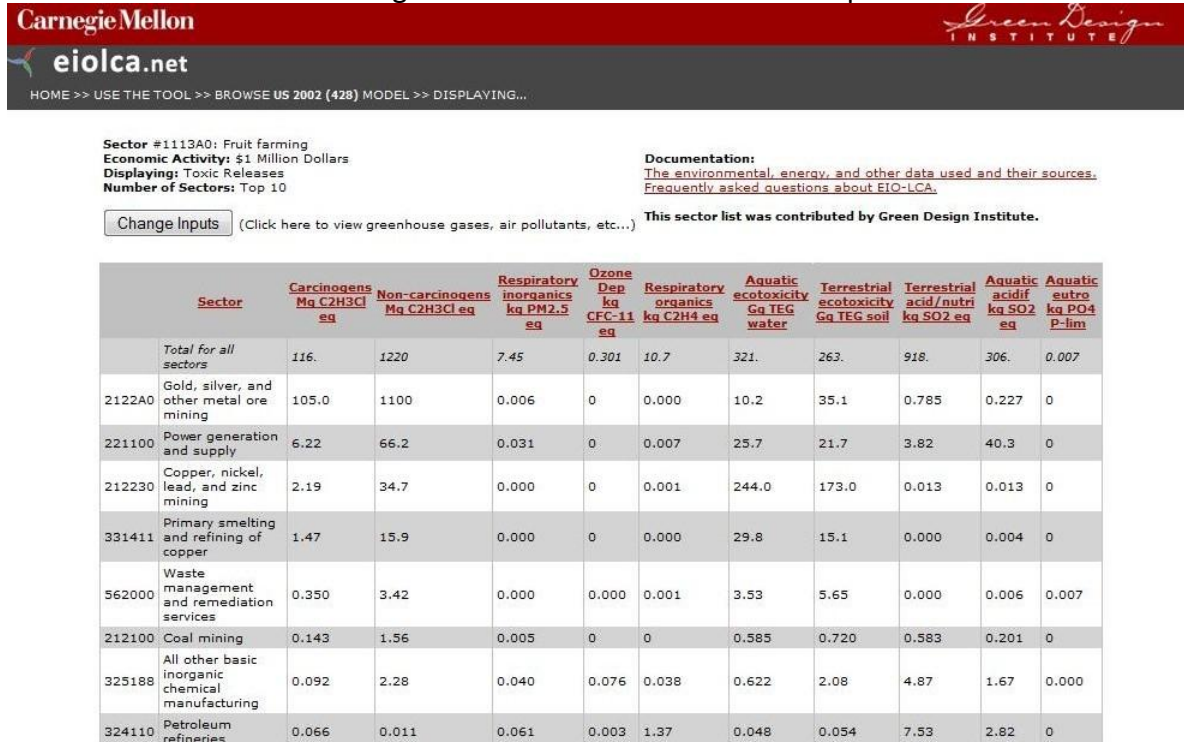 Carnegie Mellon
Green Design
INSTITUTE
eiolca.net
HOME >> USE THE TOOL >> BROWSE US 2002 (428) MODEL >> DISPLAYING...
Sector #1113A0: Fruit farming
Economic Activity: $1 Million Dollars
Displaying: Toxic Releases
Number of Sectors: Top 10
Documentation:
The environmental, energy, and other data used and their sources.
Frequently asked questions about EIO-LCA.
Change Inputs (Click here to view greenhouse gases, air pollutants, etc...)
This sector list was contributed by Green Design Institute.
Sector
Carcinogens
Mg C2H3Cl
eq
Non-carcinogens
Mg C2H3Cl eq
Respiratory
inorganics
kg PM2.5
eq
Ozone
Dep
kg
CFC-11
eq
Respiratory
organics
kg C2H4 eq
Aquatic
ecotoxicity
Gg TEG
water
Terrestrial
ecotoxicity
Gg TEG soil
Terrestrial
acid/nutri
kg SO2 eq
Aquatic
acidif
kg SO2
eq
Aquatic
eutro
kg PO4
P-lim
Total for all
sectors
116. 1220 7.45 0.301 10.7 321. 263. 918. 306. 0.007
2122A0
Gold, silver, and
other metal ore
mining
105.0 1100 0.006 0 0.000 10.2 35.1 0.785 0.227 0
221100
Power generation
and supply
6.22 66.2 0.031 0 0.007 25.7 21.7 3.82 40.3 0
212230
Copper, nickel,
lead, and zinc
mining
2.19 34.7 0.000 0 0.001 244.0 173.0 0.013 0.013 0
331411
Primary smelting
and refining of
copper
1.47 15.9 0.000 0 0.000 29.8 15.1 0.000 0.004 0
562000
Waste
management
and remediation
services
0.350 3.42 0.000 0.000 0.001 3.53 5.65 0.000 0.006 0.007
212100 Coal mining 0.143 1.56 0.005 0 0 0.585 0.720 0.583 0.201 0
325188
All other basic
inorganic
chemical
manufacturing
0.092 2.28 0.040 0.076 0.038 0.622 2.08 4.87 1.67 0.000
324110
Petroleum
refineries
0.066 0.011 0.061 0.003 1.37 0.048 0.054 7.53 2.82 0